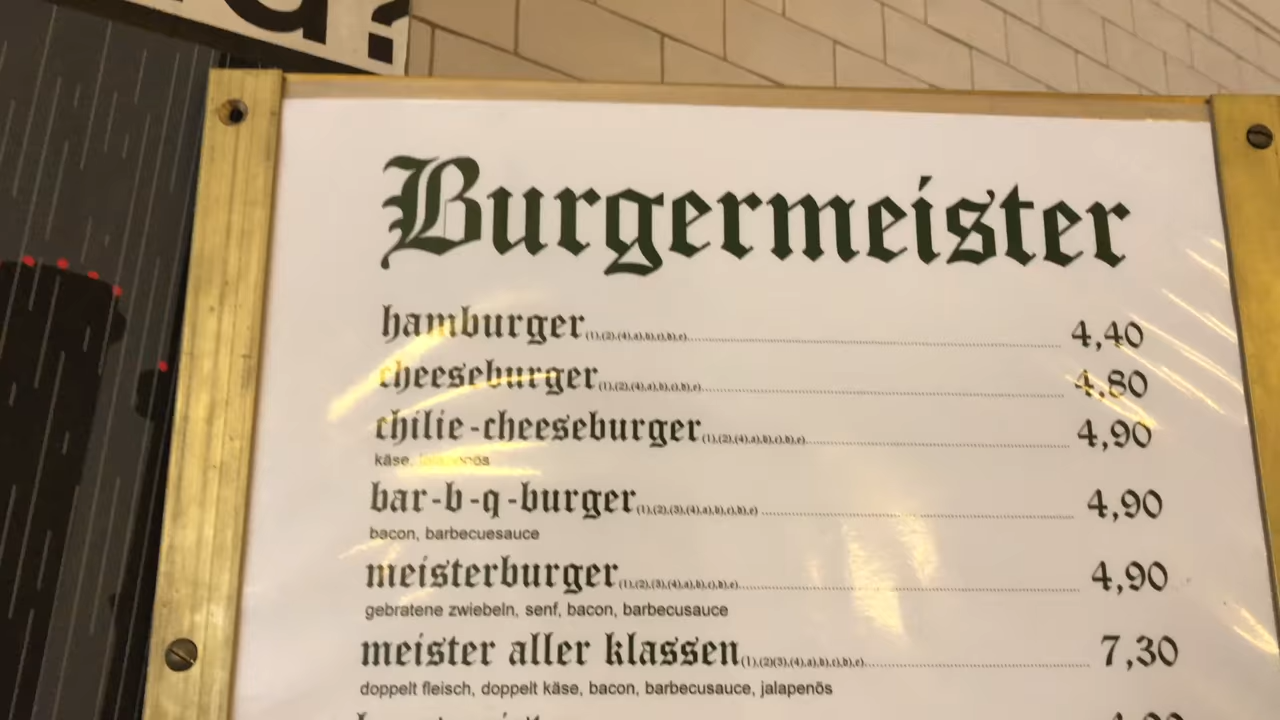 Burgermeister
hamburger(1),(2),(4),a),b),c),b),e) 4,40
cheeseburger(1),(2),(4),a),b),c),b),e) 4,80
chilie-cheeseburger(1),(2),(4),a),b),c),b),e) 4,90
käse, jalapenös
bar-b-q-burger(1),(2),(3),(4),a),b),c),b),e) 4,90
bacon, barbecuesauce
meisterburger(1),(2),(3),(4),a),b),c),b),e) 4,90
gebratene zwiebeln, senf, bacon, barbecusauce
meister aller klassen(1),(2)(3),(4),a),b),c),b),e) 7,30
doppelt fleisch, doppelt käse, bacon, barbecusauce, jalapenös